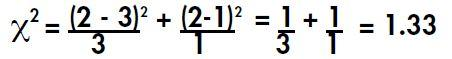 χ² = (2 - 3)²/3 + (2-1)²/1 = 1/3 + 1/1 = 1.33